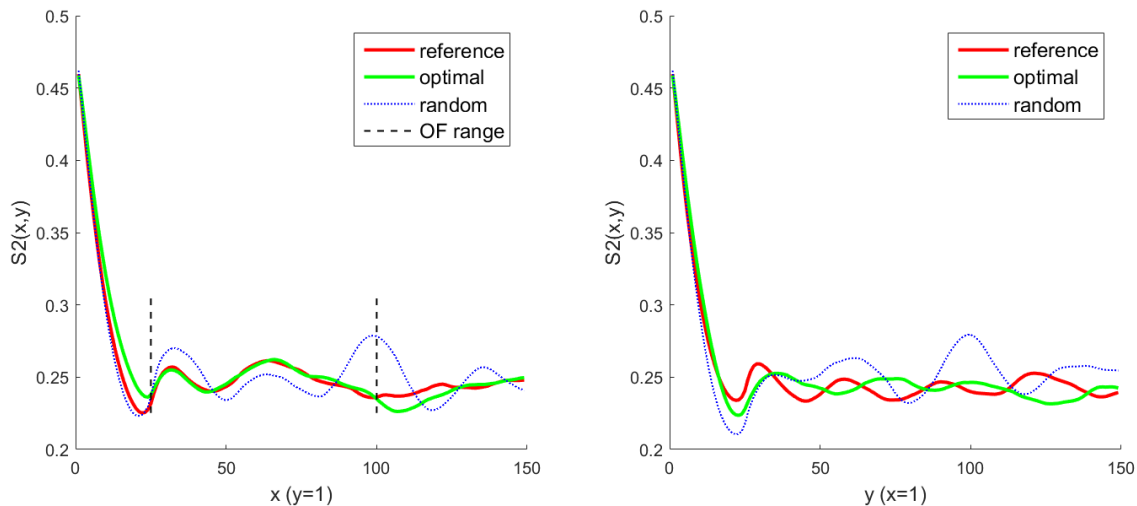 0.5
0.45
0.4
0.35
0.3
0.25
0.2
S2(x,y)
0
50
100
150
x (y=1)
reference
optimal
random
OF range
0.5
0.45
0.4
0.35
0.3
0.25
0.2
S2(x,y)
0
50
100
150
y (x=1)
reference
optimal
random